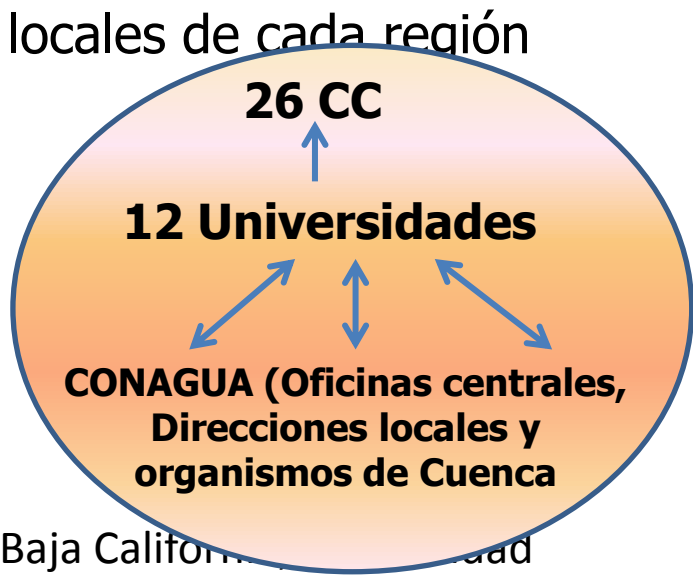 locales de cada región
26 CC
12 Universidades
CONAGUA (Oficinas centrales,
Direcciones locales y
organismos de Cuenca
Baja